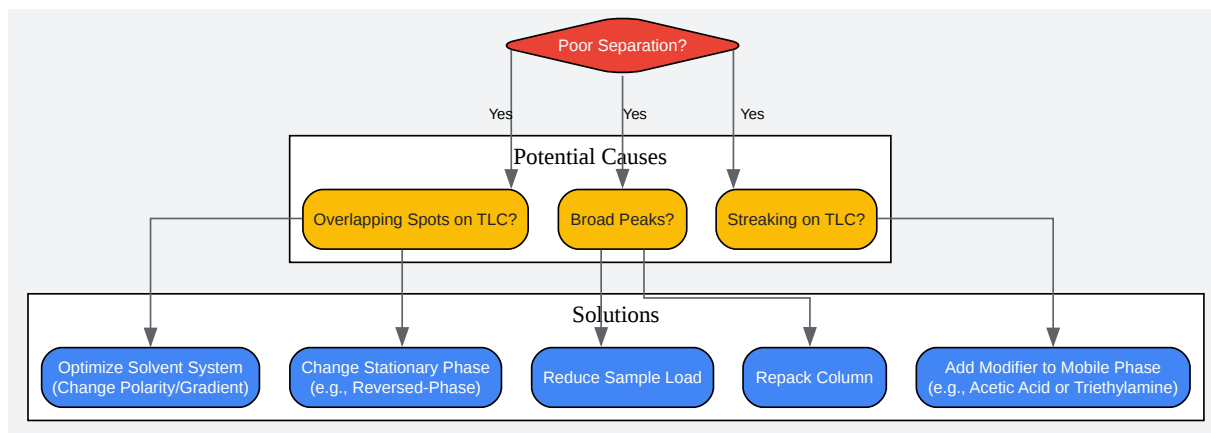 Poor Separation?
Yes
Yes
Yes
Potential Causes
Overlapping Spots on TLC?
Broad Peaks?
Streaking on TLC?
Solutions
Optimize Solvent System
(Change Polarity/Gradient)
Change Stationary Phase
(e.g., Reversed-Phase)
Reduce Sample Load
Repack Column
Add Modifier to Mobile Phase
(e.g., Acetic Acid or Triethylamine)